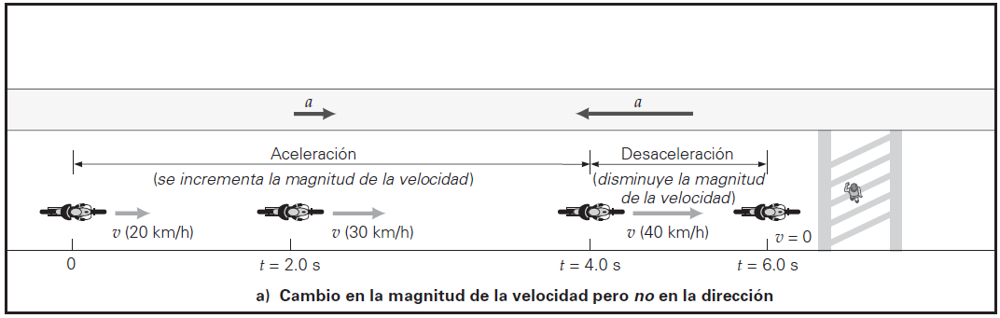 a
a
Aceleración
Desaceleración
(se incrementa la magnitud de la velocidad)
(disminuye la magnitud
de la velocidad)
v (20 km/h)
v (30 km/h)
v (40 km/h)
v = 0
0
t = 2.0 s
t = 4.0 s
t = 6.0 s
a) Cambio en la magnitud de la velocidad pero no en la dirección